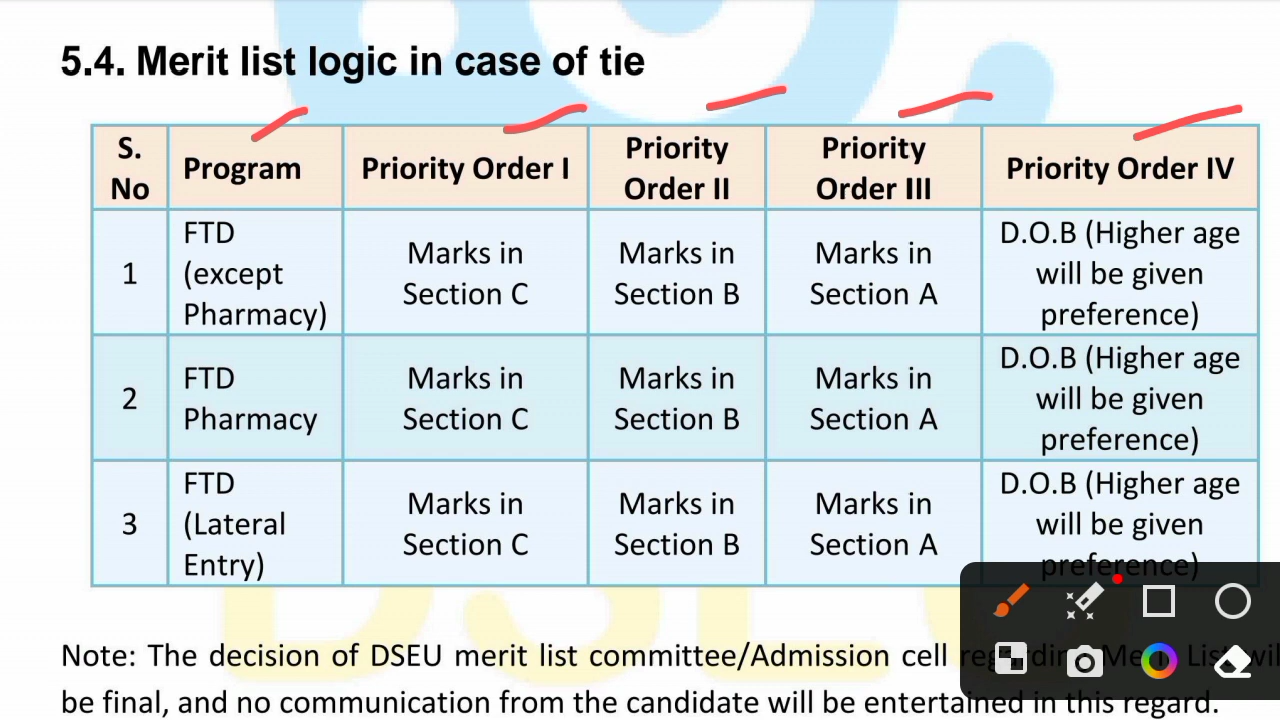 5.4. Merit list logic in case of tie
S. No
Program
Priority Order I
Priority Order II
Priority Order III
Priority Order IV
1
FTD
(except
Pharmacy)
Marks in
Section C
Marks in
Section B
Marks in
Section A
D.O.B (Higher age
will be given
preference)
2
FTD
Pharmacy
Marks in
Section C
Marks in
Section B
Marks in
Section A
D.O.B (Higher age
will be given
preference)
3
FTD
(Lateral
Entry)
Marks in
Section C
Marks in
Section B
Marks in
Section A
D.O.B (Higher age
will be given
preference)
Note: The decision of DSEU merit list committee/Admission cell regarding Merit List
be final, and no communication from the candidate will be entertained in this regard.